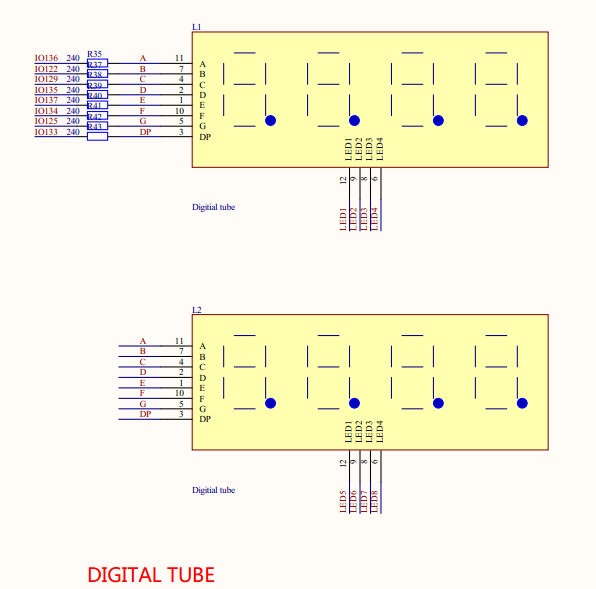 L1
R35
IO136 240 A 11 A
R37
IO122 240 B 7 B
R38
IO129 240 C 4 C
R39
IO135 240 D 2 D
R40
IO137 240 E 1 E
R41
IO134 240 F 10 F
R42
IO125 240 G 5 G
R43
IO133 240 DP 3 DP
LED1 LED2 LED3 LED4
12 9 8 6
LED1 LED2 LED3 LED4
Digitial tube
L2
A 11 A
B 7 B
C 4 C
D 2 D
E 1 E
F 10 F
G 5 G
DP 3 DP
LED1 LED2 LED3 LED4
12 9 8 6
LED5 LED6 LED7 LED8
Digitial tube
DIGITAL TUBE